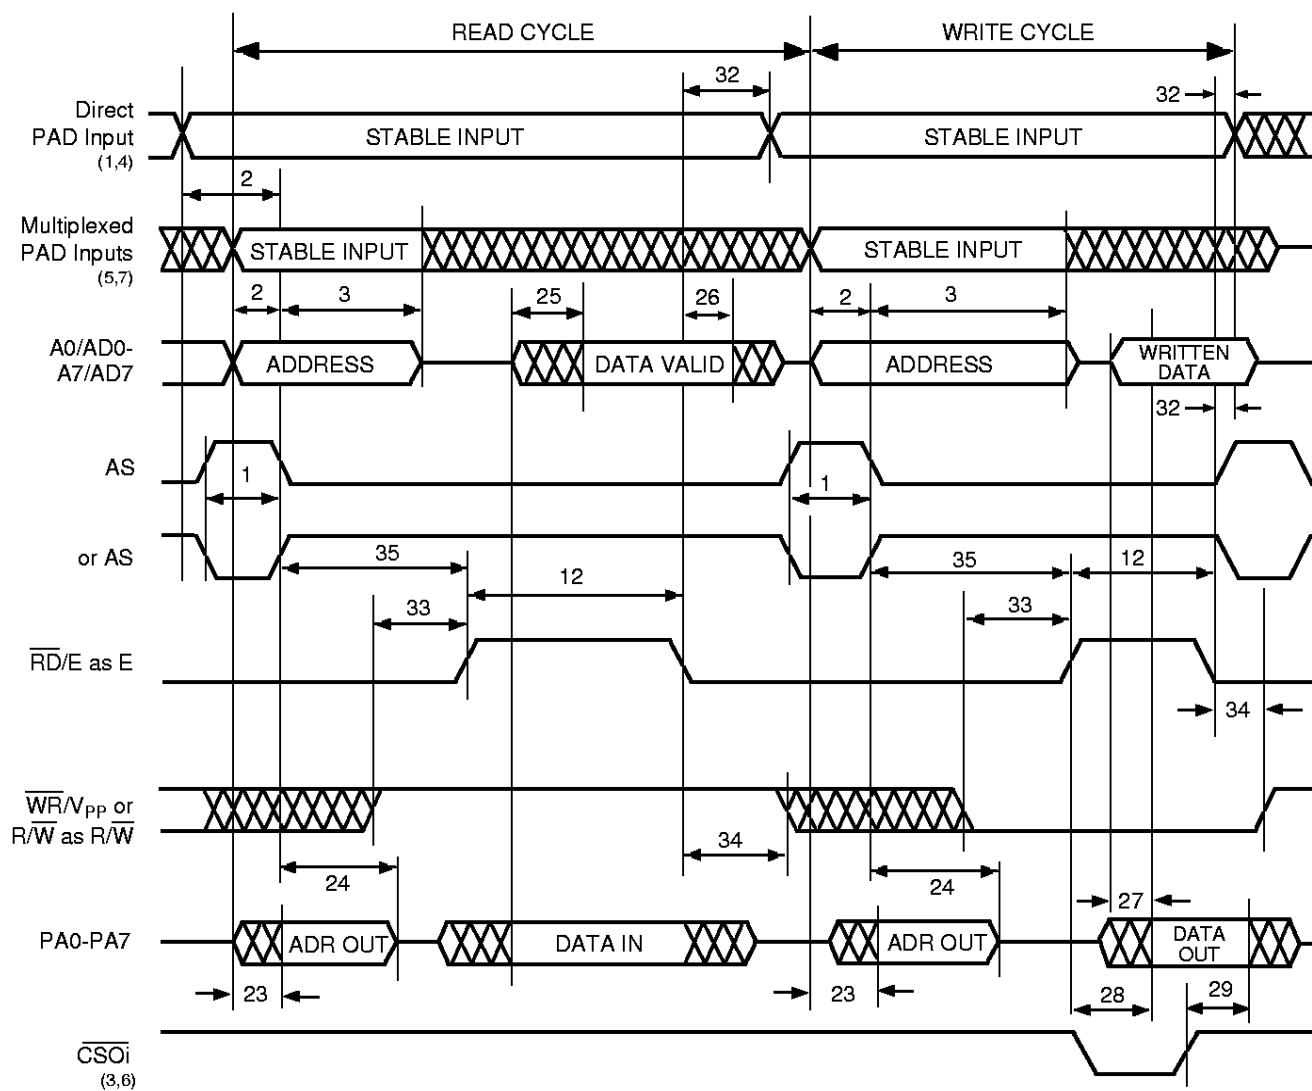 READ CYCLE WRITE CYCLE
32
32
Direct
PAD Input
(1,4)
STABLE INPUT STABLE INPUT
2
Multiplexed
PAD Inputs
(5,7)
STABLE INPUT STABLE INPUT
2 3 25 26 2 3
A0/AD0-
A7/AD7
ADDRESS DATA VALID ADDRESS WRITTEN
DATA
32
AS
1 1
or AS
35 12 35 12
33 33
RD/E as E
34
WR/VPP or
R/W as R/W
34
24 24
27
PA0-PA7 ADR OUT DATA IN ADR OUT DATA
OUT
23 23 28 29
CSOi
(3,6)